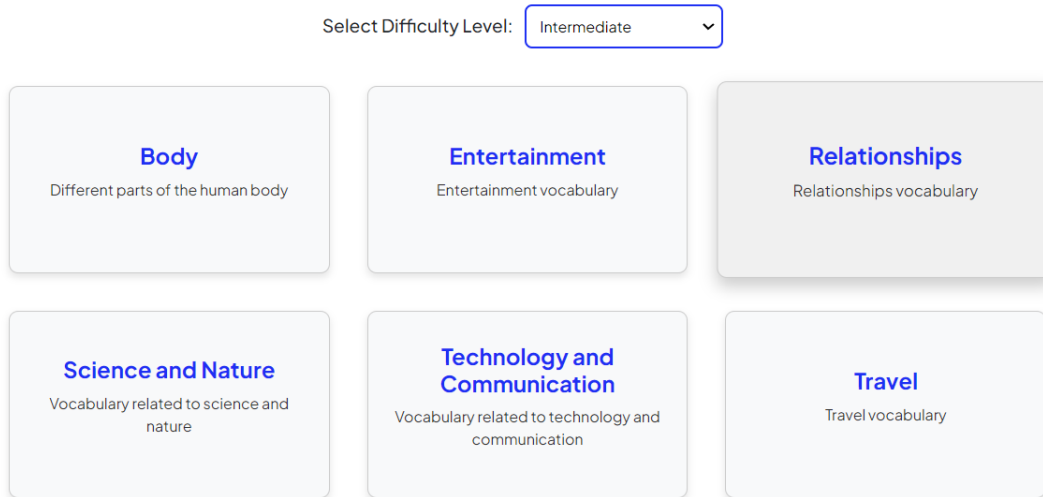 Select Difficulty Level: Intermediate
Body
Different parts of the human body
Entertainment
Entertainment vocabulary
Relationships
Relationships vocabulary
Science and Nature
Vocabulary related to science and
nature
Technology and
Communication
Vocabulary related to technology and
communication
Travel
Travel vocabulary